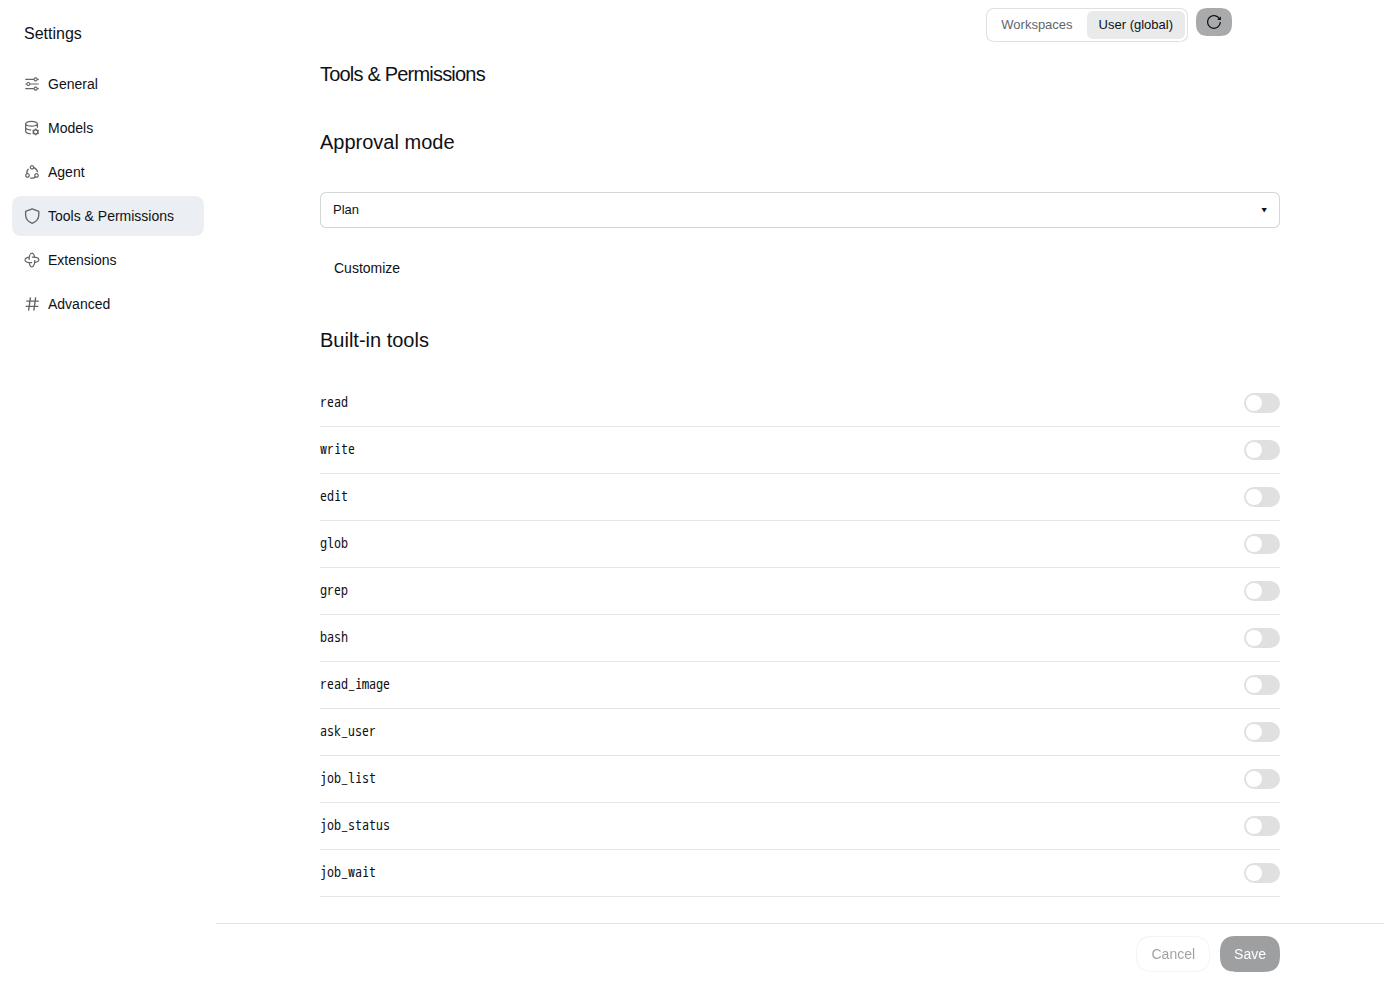 Settings
Workspaces
User (global)
General
Models
Agent
Tools & Permissions
Extensions
Advanced
Tools & Permissions
Approval mode
Plan
Customize
Built-in tools
read
write
edit
glob
grep
bash
read_image
ask_user
job_list
job_status
job_wait
Cancel
Save